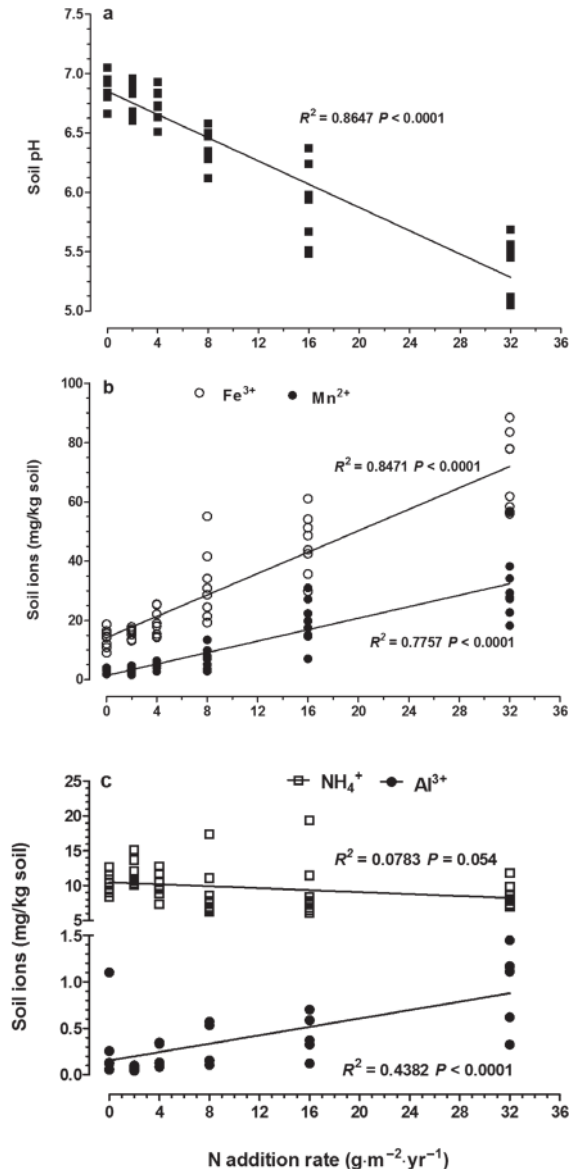 a
7.0
6.5
6.0
5.5
5.0
Soil pH
R² = 0.8647 P < 0.0001
0 4 8 12 16 20 24 28 32 36
b
Fe³⁺ Mn²⁺
100
80
60
40
20
0
Soil ions (mg/kg soil)
R² = 0.8471 P < 0.0001
R² = 0.7757 P < 0.0001
0 4 8 12 16 20 24 28 32 36
c
NH₄⁺ Al³⁺
25
20
15
10
5
1.5
1.0
0.5
0.0
Soil ions (mg/kg soil)
R² = 0.0783 P = 0.054
R² = 0.4382 P < 0.0001
0 4 8 12 16 20 24 28 32 36
N addition rate (g·m⁻²·yr⁻¹)